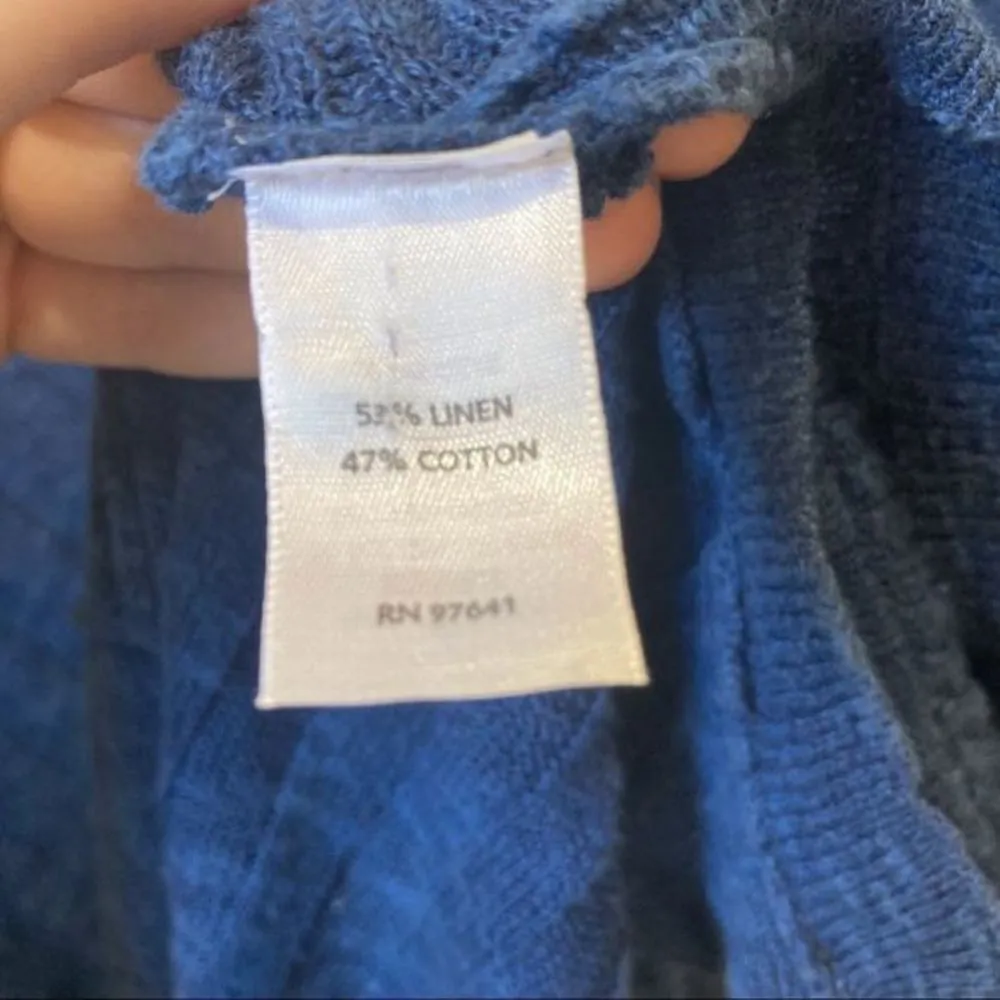 53% LINEN
47% COTTON
RN 97641